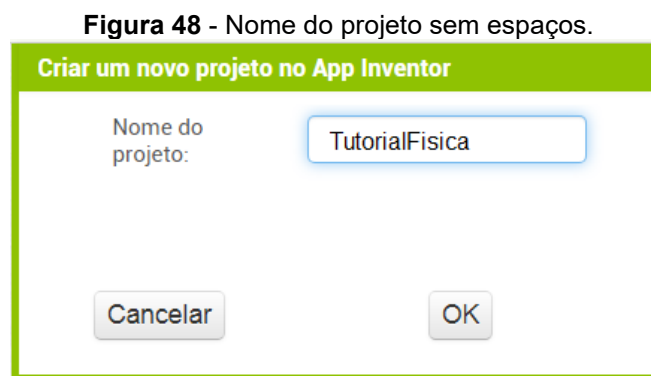 Figura 48 - Nome do projeto sem espaços.
Criar um novo projeto no App Inventor
Nome do
projeto:
TutorialFisica
Cancelar
OK